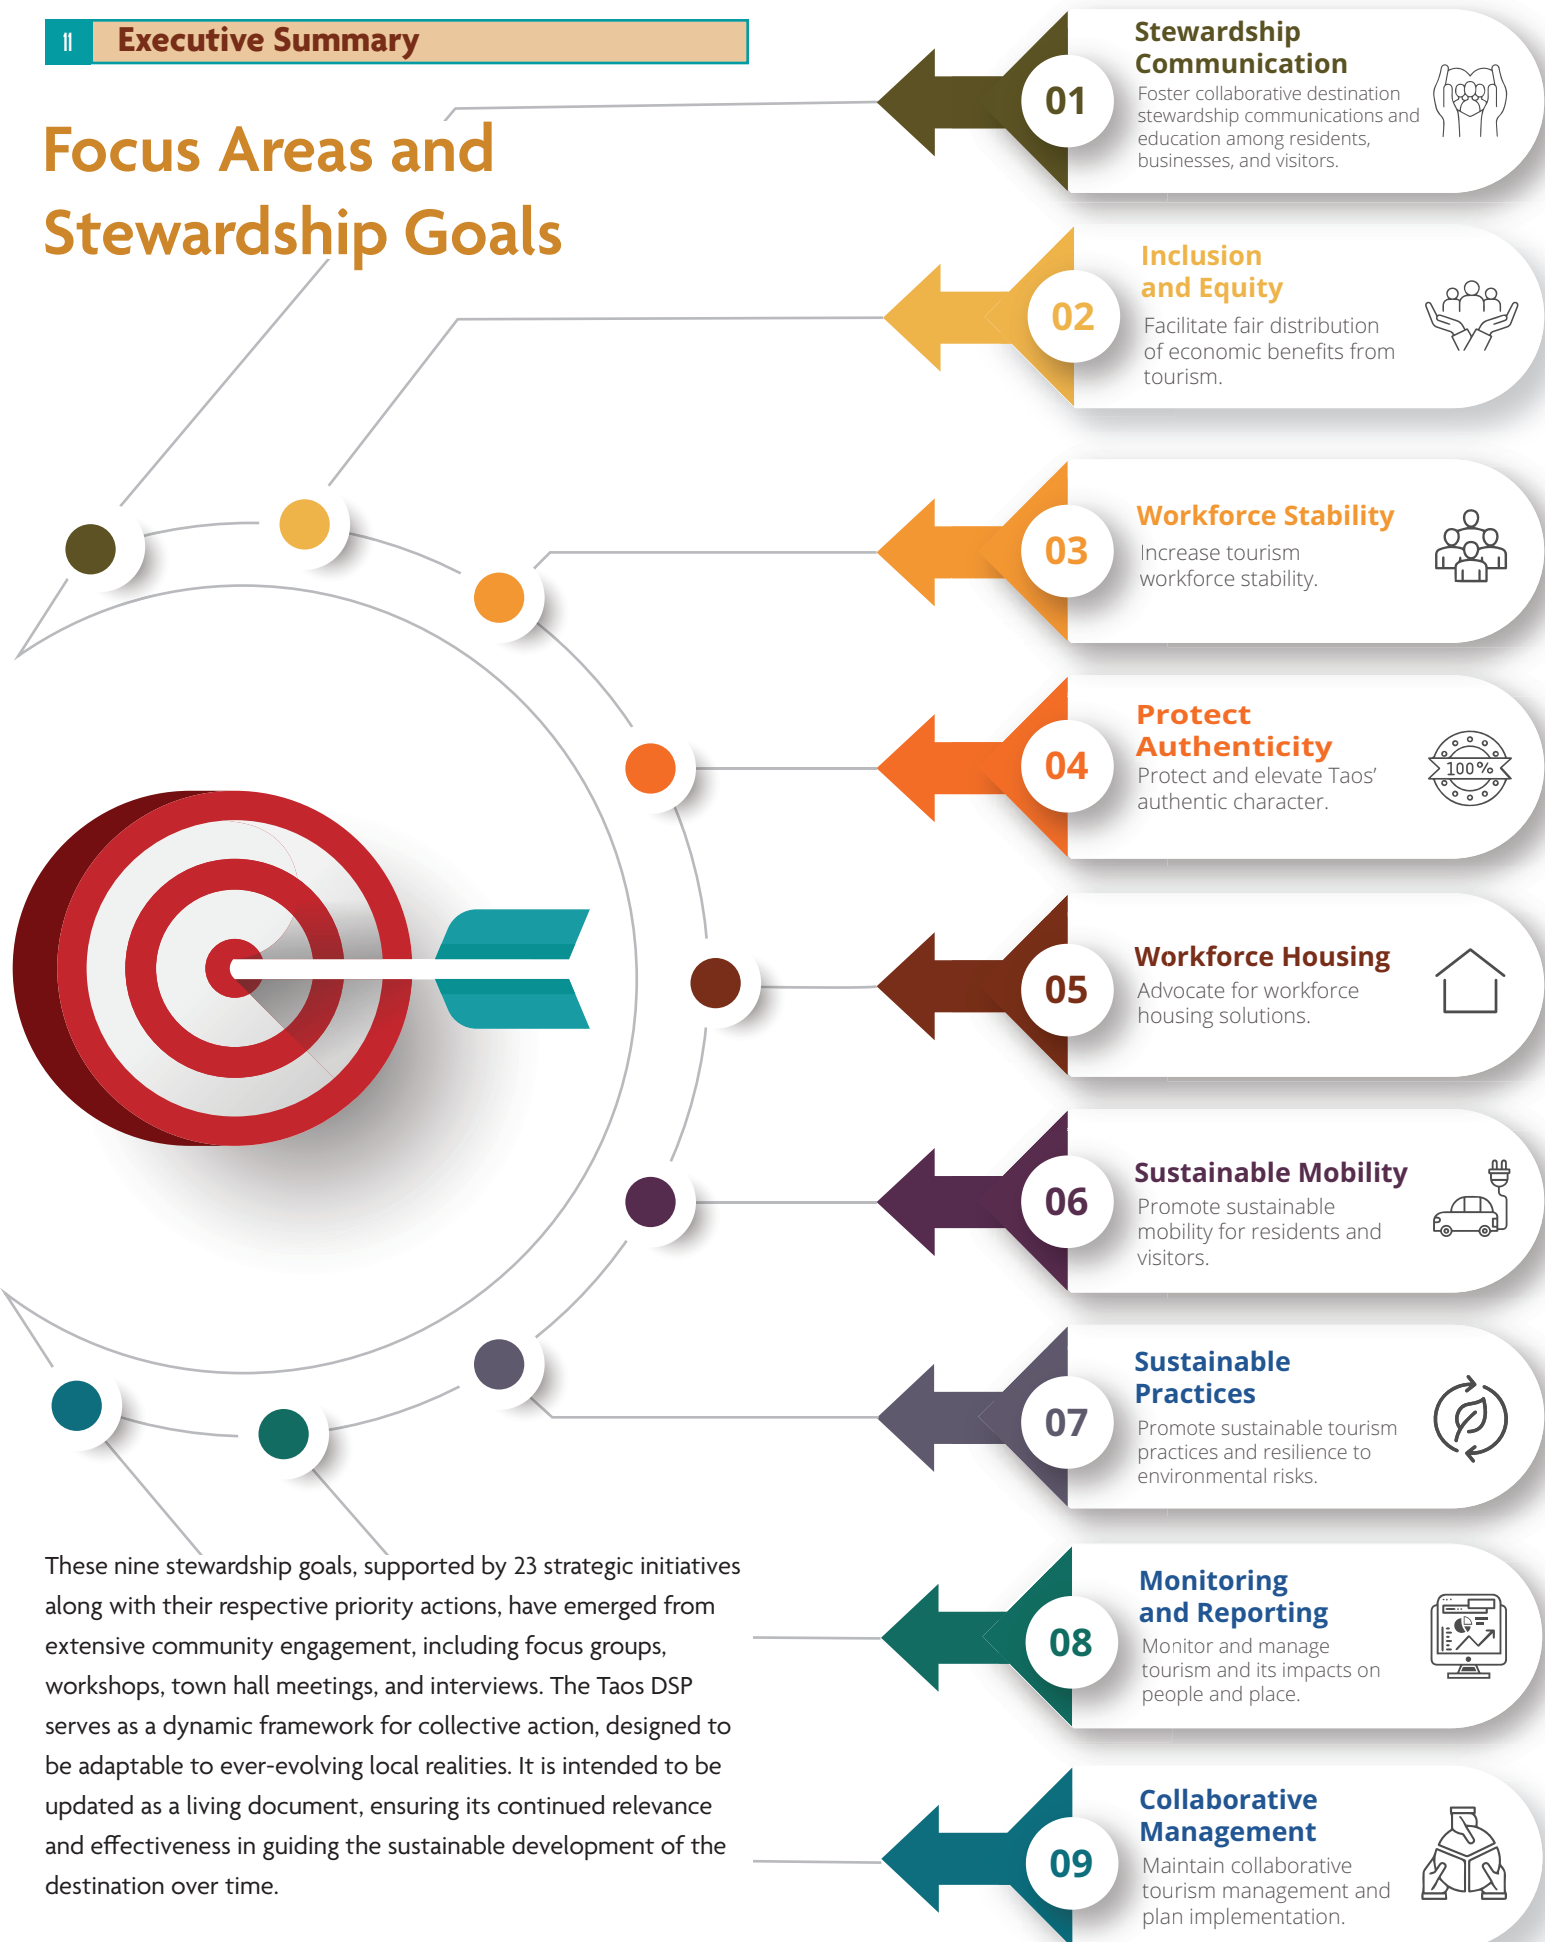 11
Executive Summary
Focus Areas and
Stewardship Goals
01
Stewardship
Communication
Foster collaborative destination
stewardship communications and
education among residents,
businesses, and visitors.
02
Inclusion
and Equity
Facilitate fair distribution
of economic benefits from
tourism.
03
Workforce Stability
Increase tourism
workforce stability.
04
Protect
Authenticity
Protect and elevate Taos’
authentic character.
100%
05
Workforce Housing
Advocate for workforce
housing solutions.
06
Sustainable Mobility
Promote sustainable
mobility for residents and
visitors.
07
Sustainable
Practices
Promote sustainable tourism
practices and resilience to
environmental risks.
08
Monitoring
and Reporting
Monitor and manage
tourism and its impacts on
people and place.
09
Collaborative
Management
Maintain collaborative
tourism management and
plan implementation.
These nine stewardship goals, supported by 23 strategic initiatives
along with their respective priority actions, have emerged from
extensive community engagement, including focus groups,
workshops, town hall meetings, and interviews. The Taos DSP
serves as a dynamic framework for collective action, designed to
be adaptable to ever-evolving local realities. It is intended to be
updated as a living document, ensuring its continued relevance
and effectiveness in guiding the sustainable development of the
destination over time.